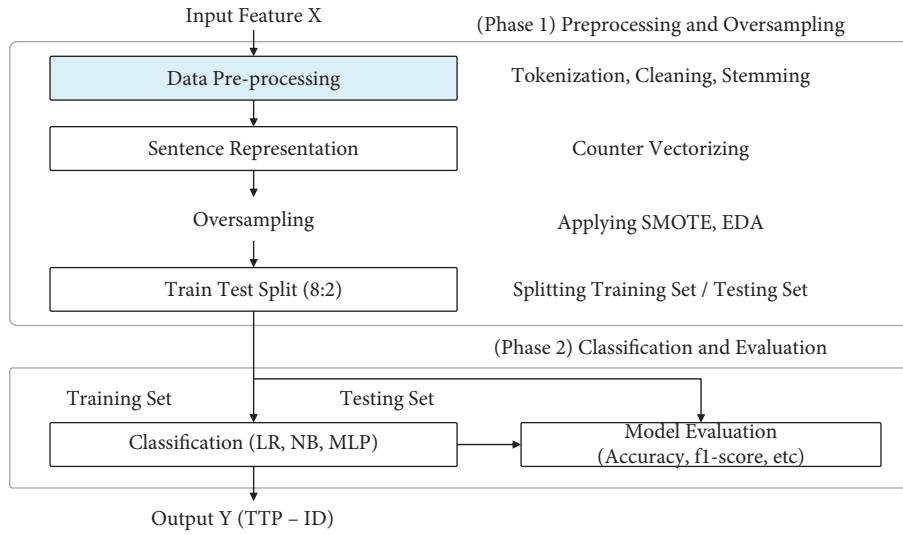 Input Feature X
(Phase 1) Preprocessing and Oversampling
Data Pre-processing
Tokenization, Cleaning, Stemming
Sentence Representation
Counter Vectorizing
Oversampling
Applying SMOTE, EDA
Train Test Split (8:2)
Splitting Training Set / Testing Set
(Phase 2) Classification and Evaluation
Training Set
Testing Set
Classification (LR, NB, MLP)
Model Evaluation
(Accuracy, f1-score, etc)
Output Y (TTP – ID)